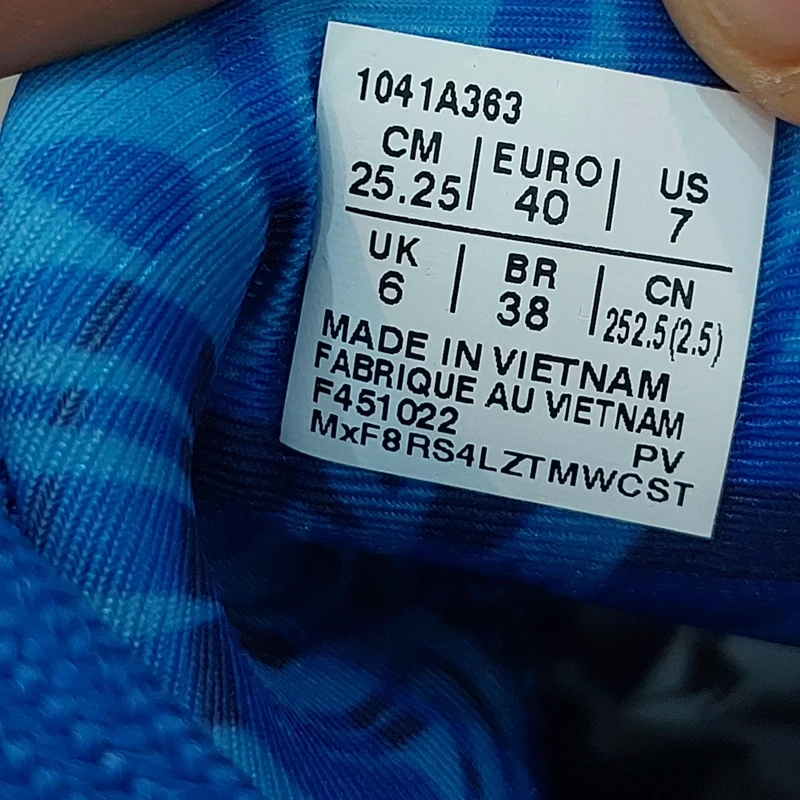 1041A363
CM | EURO | US
25.25 | 40 | 7
UK | BR | CN
6 | 38 | 252.5(2.5)
MADE IN VIETNAM
FABRIQUE AU VIETNAM
F451022 PV
MxF8RS4LZTMWCST